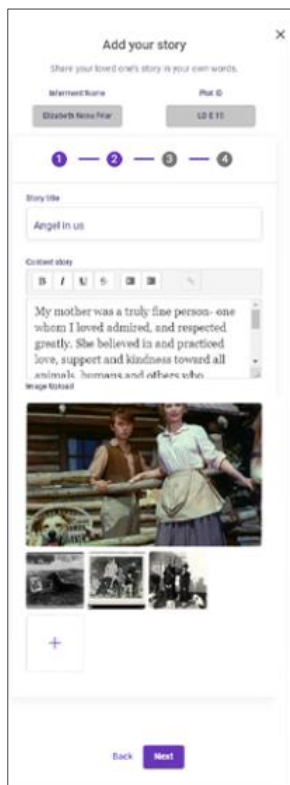 Add your story
Share your loved one's story in your own words.
Interment Name Plot ID
Elizabeth Friar LD E 15
1 2 3 4
Story title
Angel in us
Content story
B I U S
My mother was a truly fine person- one
whom I loved admired, and respected
greatly. She believed in and practiced
love, support and kindness toward all
animals, humans and others who
Image Upload
+
Back Next